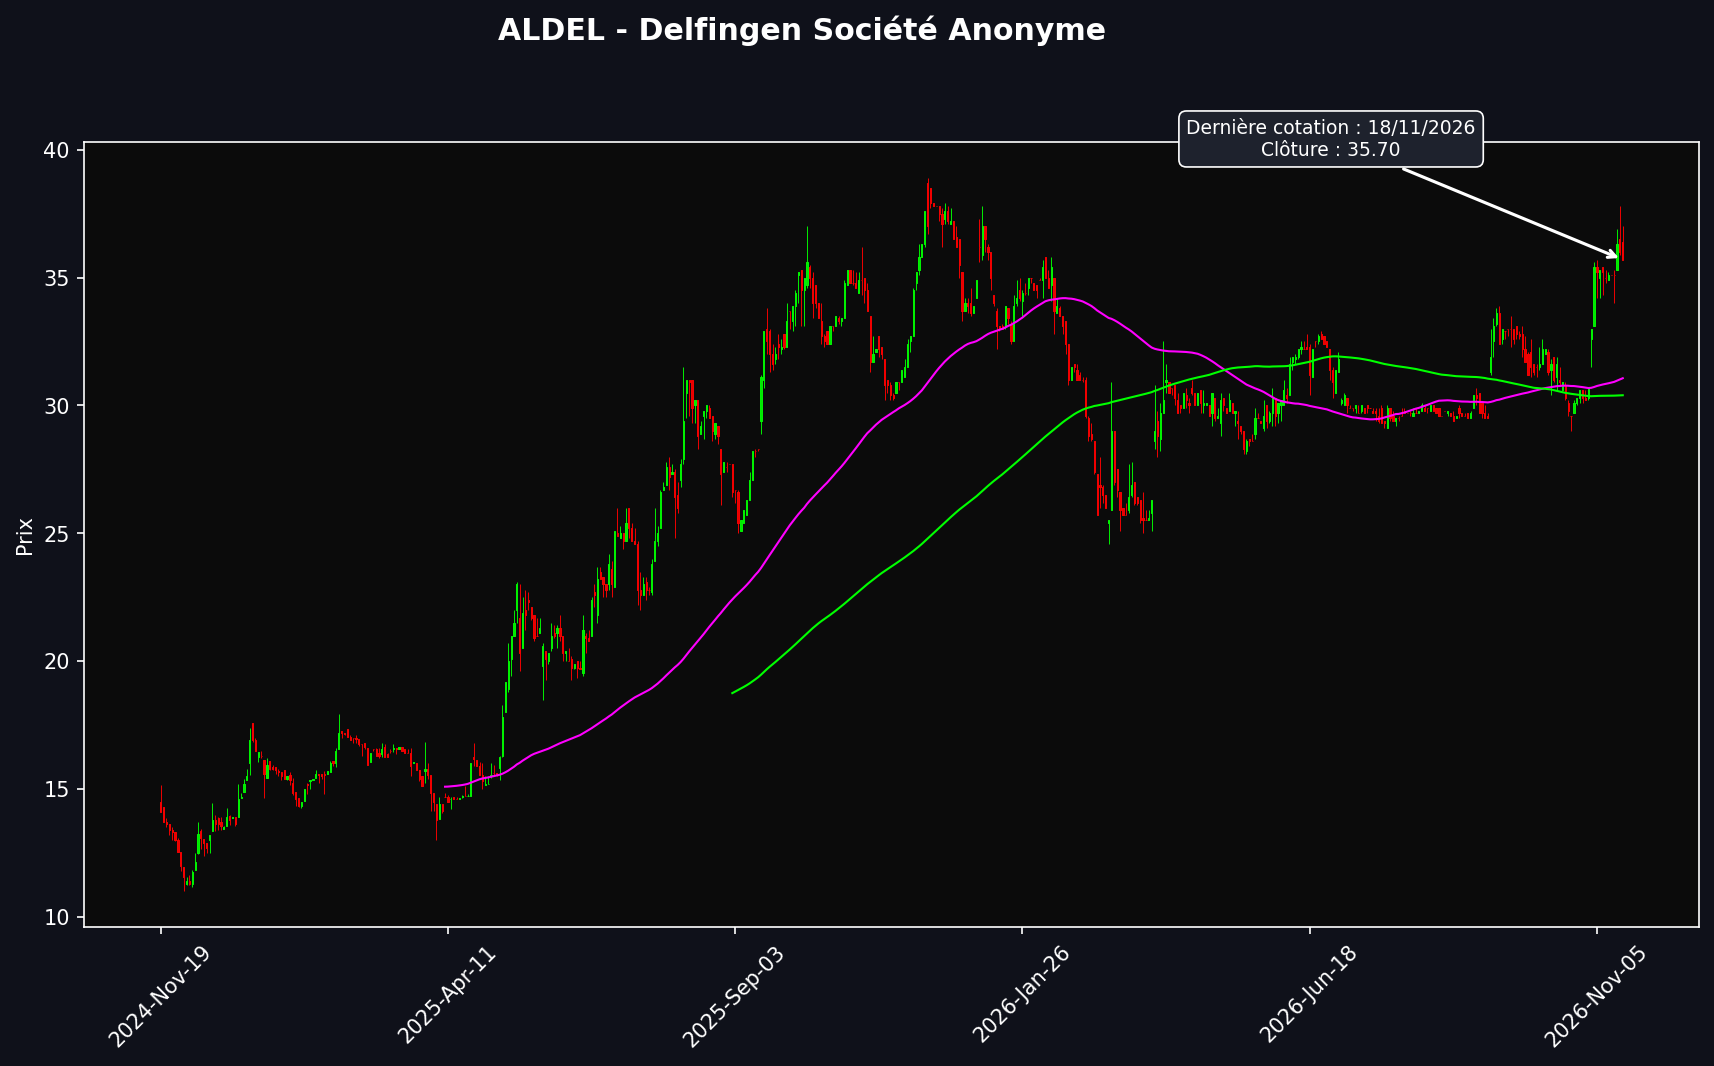 ALDEL - Delfingen Société Anonyme
Dernière cotation : 18/11/2026
Clôture : 35.70
40
35
30
25
20
15
10
Prix
2024-Nov-19
2025-Apr-11
2025-Sep-03
2026-Jan-26
2026-Jun-18
2026-Nov-05